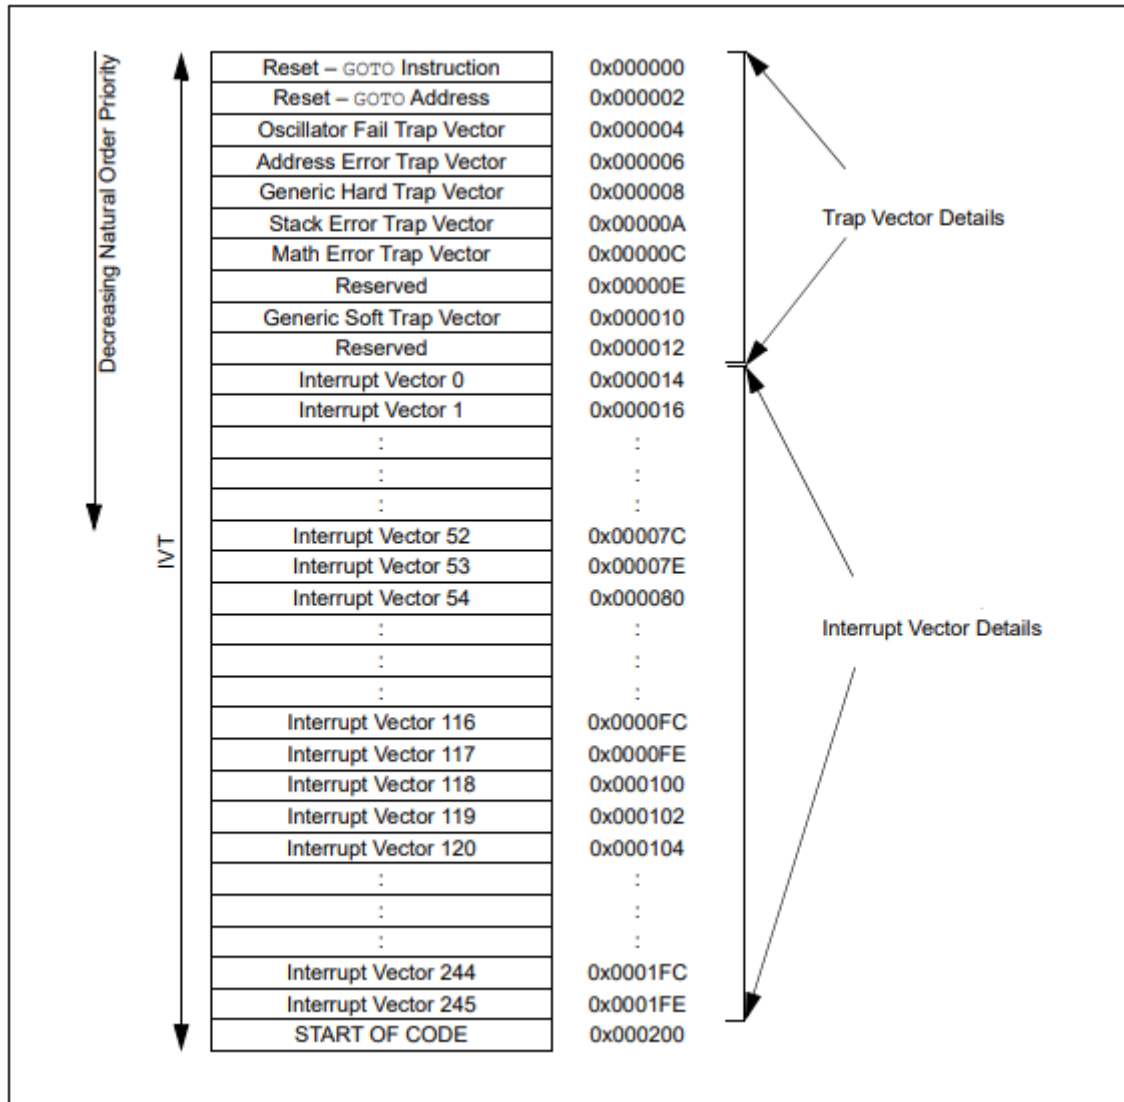 Decreasing Natural Order Priority
IVT
Reset – GOTO Instruction 0x000000
Reset – GOTO Address 0x000002
Oscillator Fail Trap Vector 0x000004
Address Error Trap Vector 0x000006
Generic Hard Trap Vector 0x000008
Stack Error Trap Vector 0x00000A
Math Error Trap Vector 0x00000C
Reserved 0x00000E
Generic Soft Trap Vector 0x000010
Reserved 0x000012
Trap Vector Details
Interrupt Vector 0 0x000014
Interrupt Vector 1 0x000016
: :
: :
: :
Interrupt Vector 52 0x00007C
Interrupt Vector 53 0x00007E
Interrupt Vector 54 0x000080
: :
: :
: :
Interrupt Vector Details
Interrupt Vector 116 0x0000FC
Interrupt Vector 117 0x0000FE
Interrupt Vector 118 0x000100
Interrupt Vector 119 0x000102
Interrupt Vector 120 0x000104
: :
: :
: :
Interrupt Vector 244 0x0001FC
Interrupt Vector 245 0x0001FE
START OF CODE 0x000200